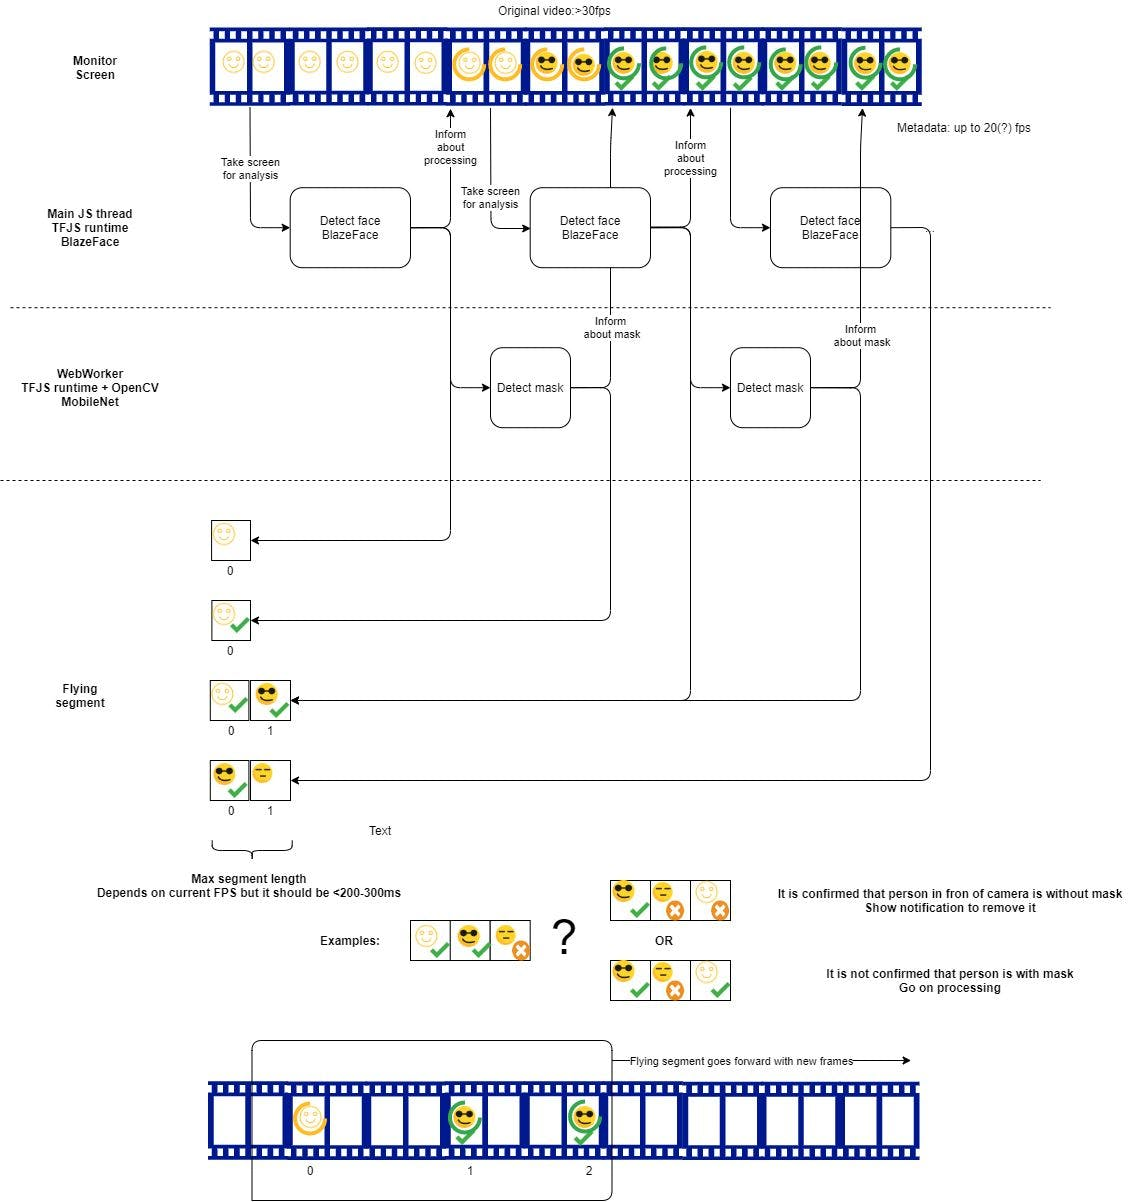 Original video:>30fps
Monitor
Screen
Metadata: up to 20(?) fps
Inform
about
processing
Inform
about
processing
Take screen
for analysis
Take screen
for analysis
Main JS thread
TFJS runtime
BlazeFace
Detect face
BlazeFace
Detect face
BlazeFace
Detect face
BlazeFace
...
Inform
about mask
Inform
about mask
WebWorker
TFJS runtime + OpenCV
MobileNet
Detect mask
Detect mask
0
0
Flying
segment
0 1
0 1
Text
Max segment length
Depends on current FPS but it should be <200-300ms
Examples:
?
It is confirmed that person in fron of camera is without mask
Show notification to remove it
OR
It is not confirmed that person is with mask
Go on processing
Flying segment goes forward with new frames
0 1 2